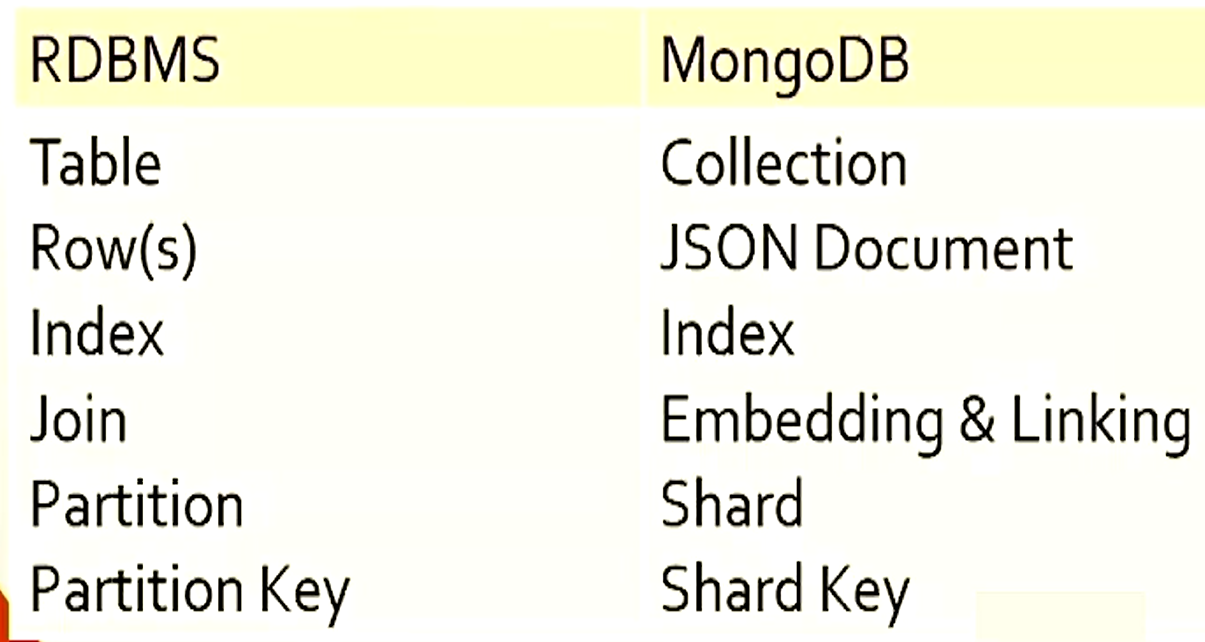 RDBMS MongoDB
Table Collection
Row(s) JSON Document
Index Index
Join Embedding & Linking
Partition Shard
Partition Key Shard Key